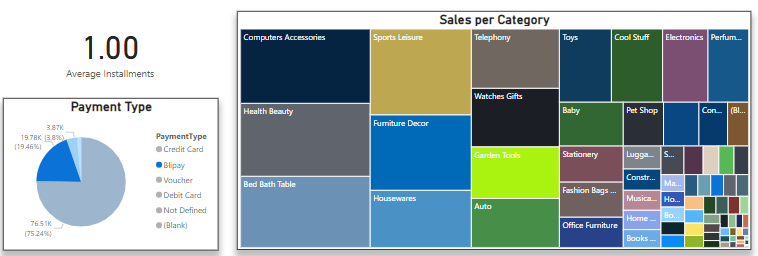 1.00
Average Installments
Payment Type
3.87K
(3.8%)
19.78K
(19.46%)
76.51K
(75.24%)
PaymentType
Credit Card
Blipay
Voucher
Debit Card
Not Defined
(Blank)
Sales per Category
Computers Accessories
Health Beauty
Bed Bath Table
Sports Leisure
Furniture Decor
Housewares
Telephony
Watches Gifts
Garden Tools
Auto
Toys
Cool Stuff
Electronics
Perfum...
Baby
Pet Shop
Con...
(Bl...
Stationery
Fashion Bags ...
Office Furniture
Lugga...
Constr...
Musica...
Home ...
Books ...
S...
Ma...
Ho...
Bo...